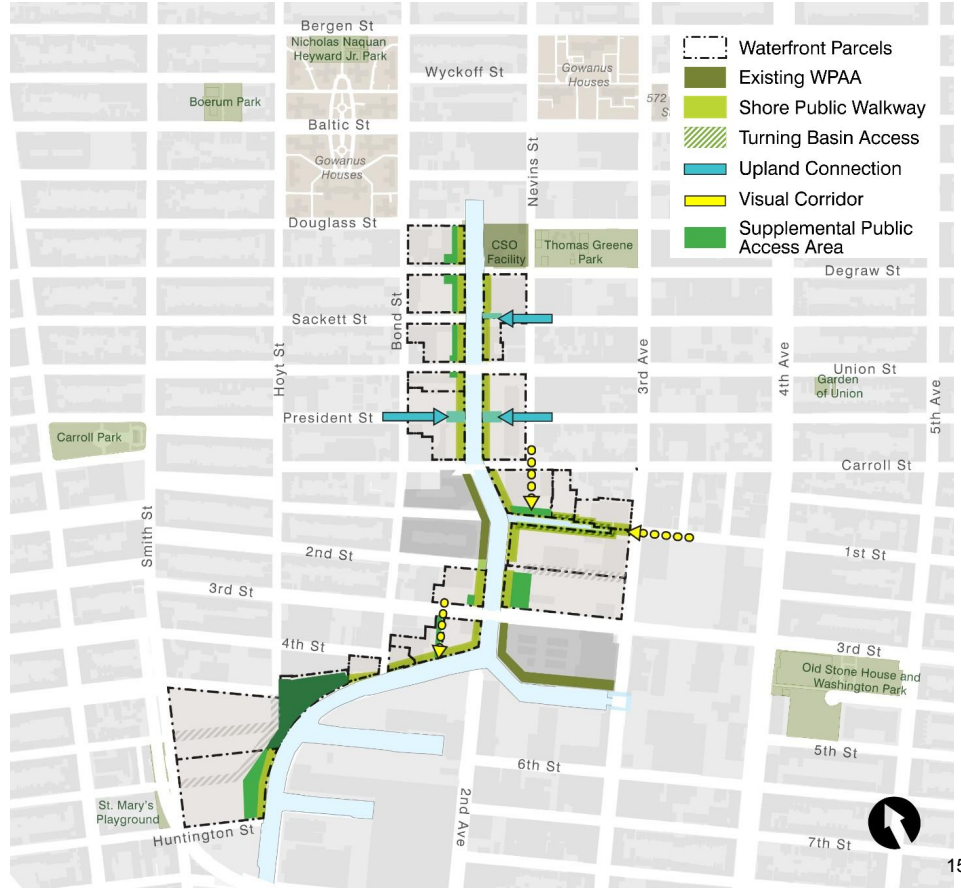 Bergen St
Nicholas Naquan
Heyward Jr. Park
Wyckoff St
Gowanus
Houses
Boerum Park
572
S
Baltic St
Gowanus
Houses
Nevins St
Douglass St
CSO
Facility
Thomas Greene
Park
Waterfront Parcels
Existing WPAA
Shore Public Walkway
Turning Basin Access
Upland Connection
Visual Corridor
Supplemental Public
Access Area
Degraw St
Sackett St
Bond St
Hoyt St
3rd Ave
4th Ave
Union St
Garden
of Union
5th Ave
President St
Carroll Park
Carroll St
Smith St
2nd St
1st St
3rd St
4th St
3rd St
Old Stone House and
Washington Park
5th St
6th St
2nd Ave
St. Mary's
Playground
Huntington St
7th St
15